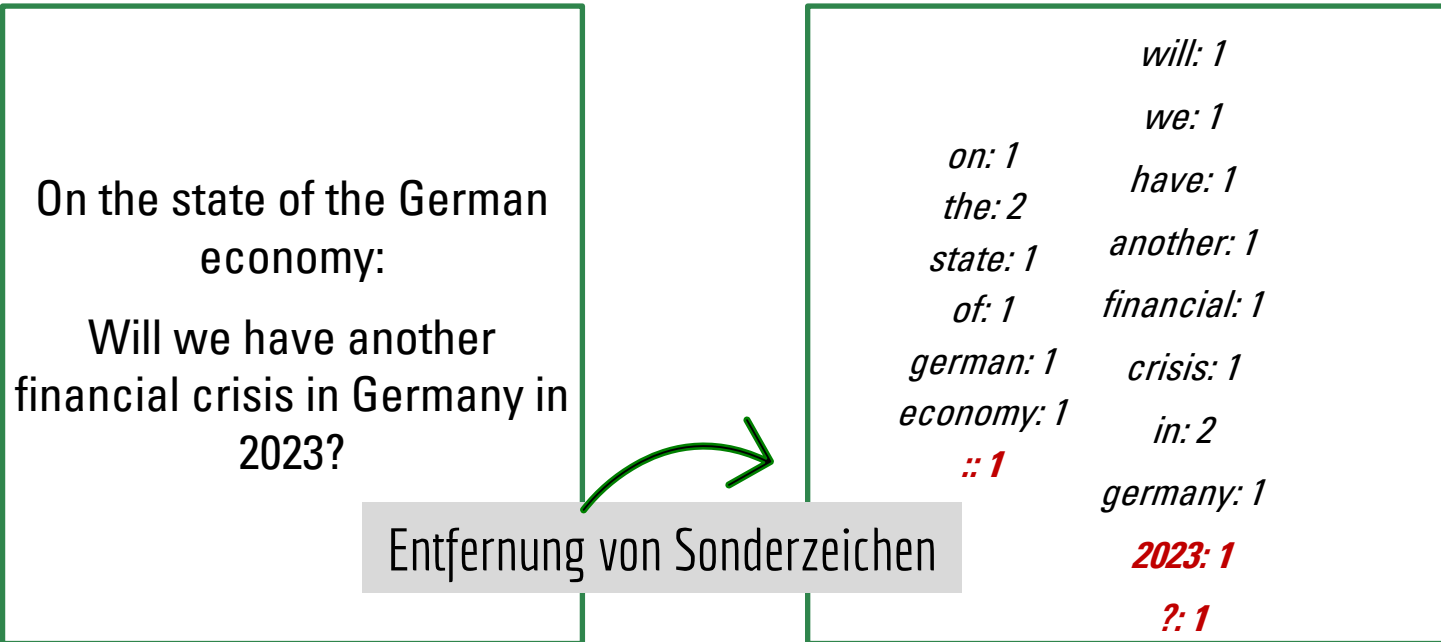 On the state of the German
economy:
Will we have another
financial crisis in Germany in
2023?
Entfernung von Sonderzeichen
on: 1
the: 2
state: 1
of: 1
german: 1
economy: 1
:: 1
will: 1
we: 1
have: 1
another: 1
financial: 1
crisis: 1
in: 2
germany: 1
2023: 1
?: 1